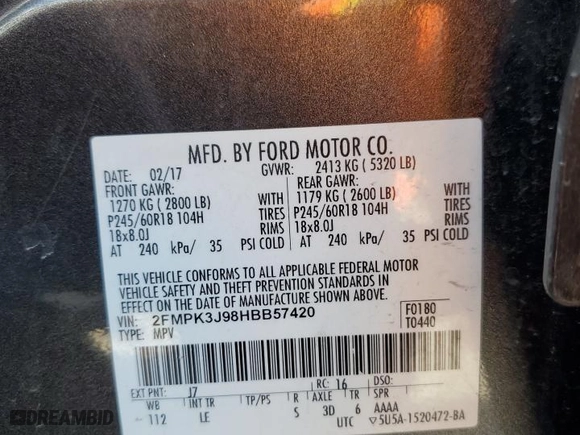 MFD. BY FORD MOTOR CO.
DATE: 02/17 GVWR: 2413 KG ( 5320 LB)
FRONT GAWR: REAR GAWR:
1270 KG ( 2800 LB) 1179 KG ( 2600 LB)
P245/60R18 104H TIRES P245/60R18 104H TIRES
18x8.0J RIMS 18x8.0J RIMS
AT 240 kPa/ 35 PSI COLD AT 240 kPa/ 35 PSI COLD
THIS VEHICLE CONFORMS TO ALL APPLICABLE FEDERAL MOTOR
VEHICLE SAFETY AND THEFT PREVENTION STANDARDS IN EFFECT
ON THE DATE OF MANUFACTURE SHOWN ABOVE.
VIN: 2FMPK3J98HBB57420 F0180
TYPE: MPV T0440
EXT PNT: J7 RC: 16 DSO:
WB TP/PS R AXLE TR SPR
112 LE S 3D 6 AAAA
UTC ▽5U5A-1520472-BA
DREAMBID